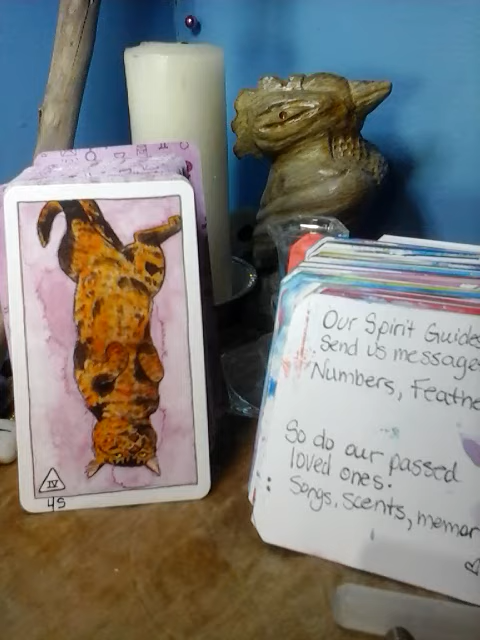 IV
45
Our Spirit Guides
send us message
Numbers, Feathe
So do our passed
loved ones.
Songs, scents, memor